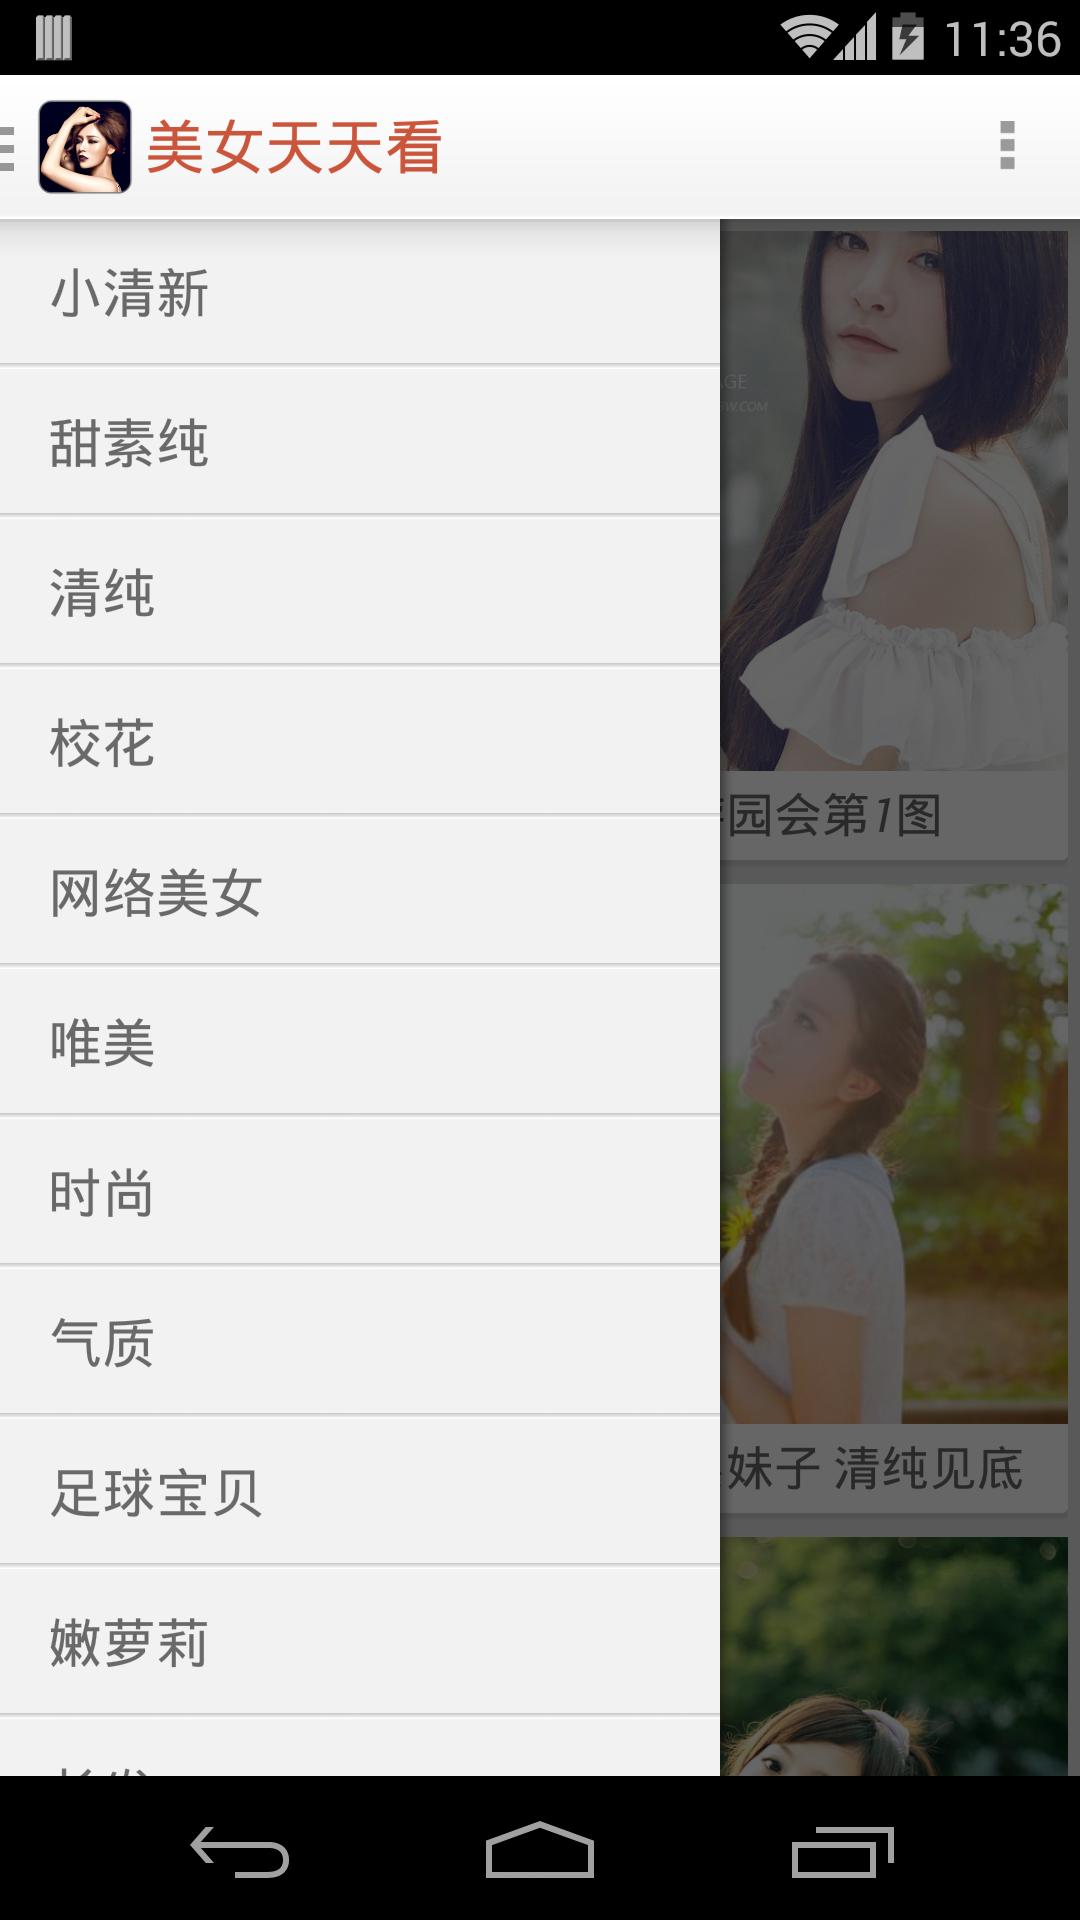 11:36
美女天天看
小清新
甜素纯
清纯
校花
网络美女
唯美
时尚
气质
足球宝贝
嫩萝莉
GE
W.COM
园会第1图
妹子 清纯见底